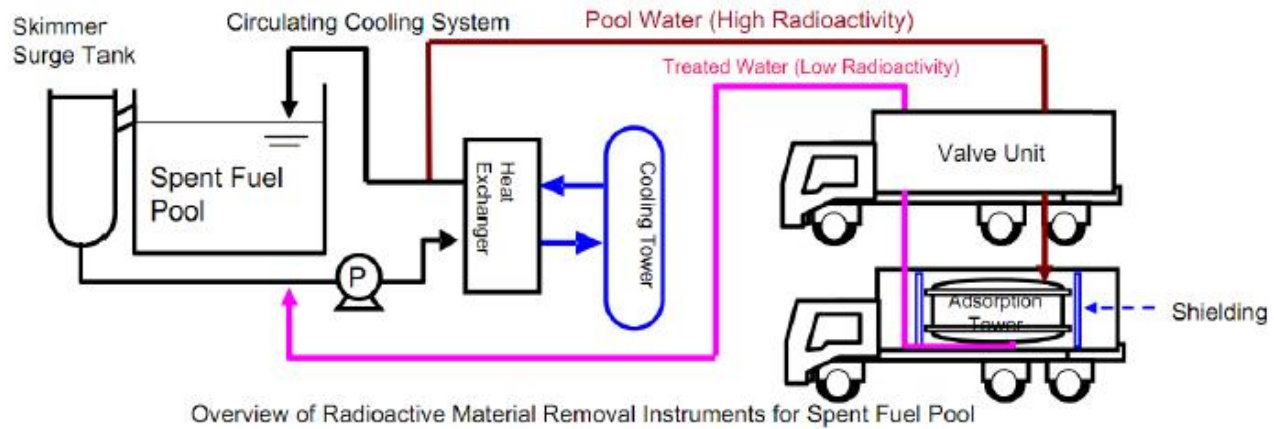 Skimmer
Surge Tank
Circulating Cooling System
Pool Water (High Radioactivity)
Treated Water (Low Radioactivity)
Spent Fuel
Pool
P
Heat
Exchanger
Cooling Tower
Valve Unit
Adsorption
Tower
Shielding
Overview of Radioactive Material Removal Instruments for Spent Fuel Pool